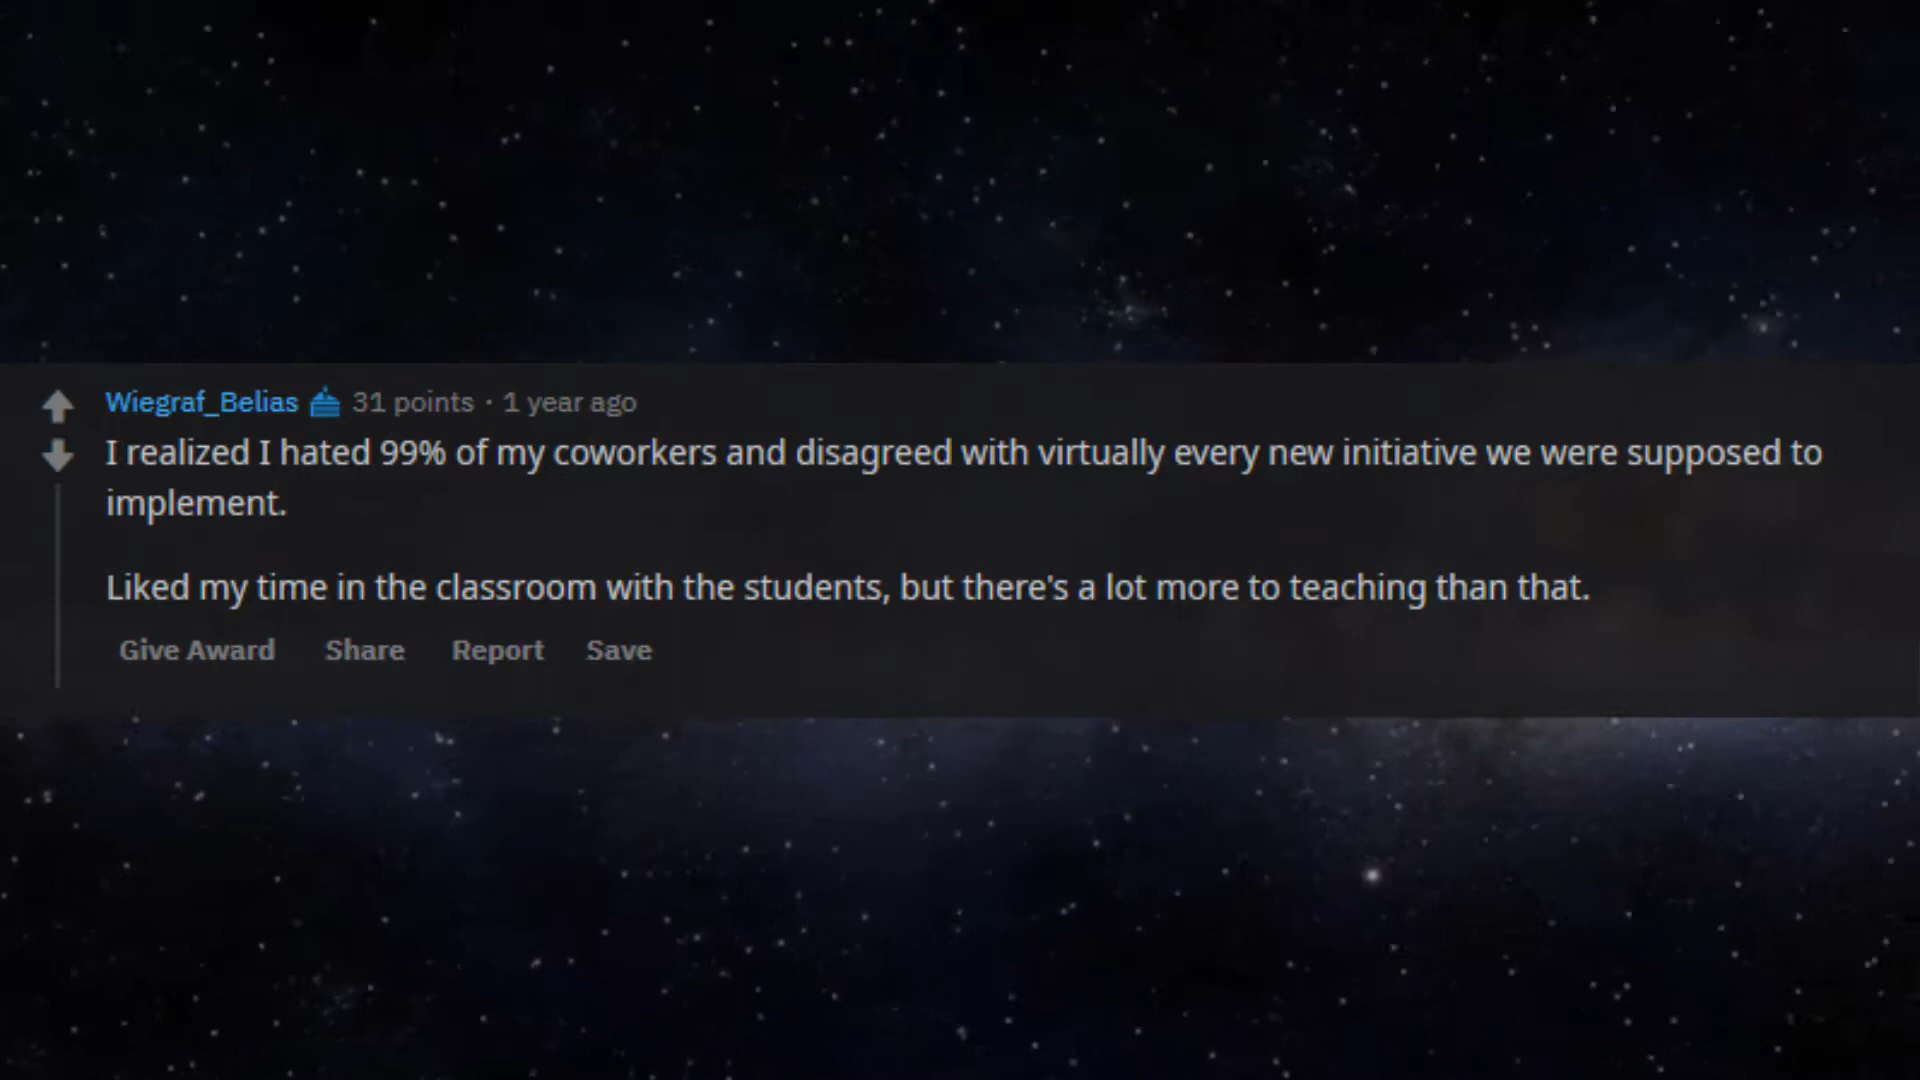 Wiegraf_Belias 31 points · 1 year ago
I realized I hated 99% of my coworkers and disagreed with virtually every new initiative we were supposed to
implement.
Liked my time in the classroom with the students, but there's a lot more to teaching than that.
Give Award Share Report Save